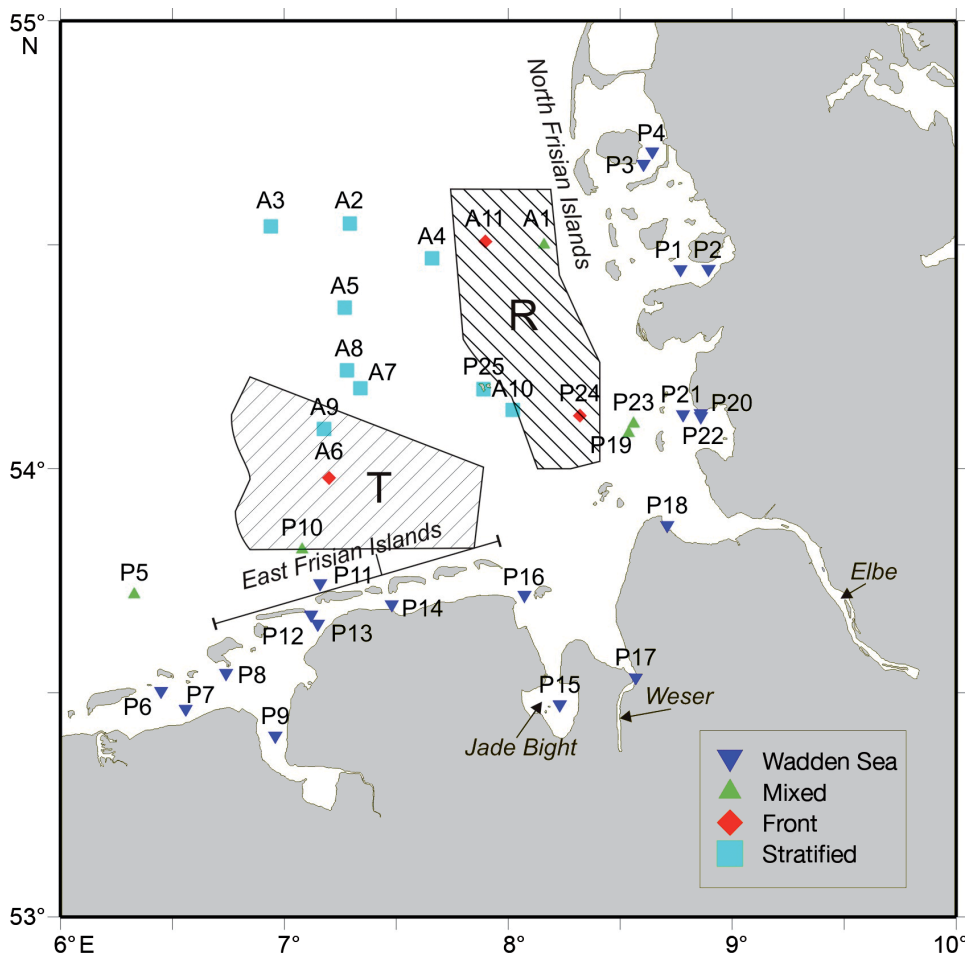 55°
N
North Frisian Islands
P4
P3
A3
A2
A11
A1
A4
P1
P2
A5
R
A8
A7
P25
A10
P24
P23
P21
P20
A9
P19
P22
A6
54°
T
P18
P10
East Frisian Islands
P5
P11
P16
Elbe
P14
P12
P13
P17
P8
P15
Weser
P6
P7
P9
Jade Bight
Wadden Sea
Mixed
Front
Stratified
53°
6° E
7°
8°
9°
10°